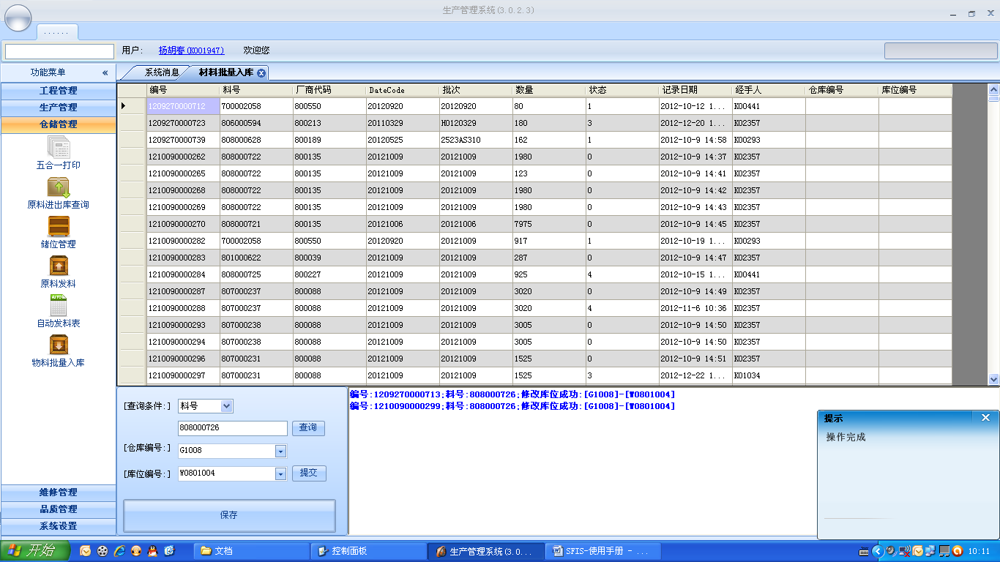 生产管理系统(3.0.2.3)
······
用户: 杨胡春(K001947) 欢迎您
功能菜单 «
系统消息 材料批量入库
工程管理
生产管理
仓储管理
五合一打印
原料进出库查询
储位管理
原料发料
AUTO
自动发料表
物料批量入库
维修管理
品质管理
系统设置
编号 料号 厂商代码 DateCode 批次 数量 状态 记录日期 经手人 仓库编号 库位编号
1209270000712 700002058 800550 20120920 20120920 80 1 2012-10-12 1... K00441
1209270000723 806000594 800213 20110329 H0120329 180 3 2012-12-20 1... K02357
1209270000739 808000628 800189 20120525 2523AS310 162 1 2012-10-9 14:58 K00293
1210090000262 808000722 800135 20121009 20121009 1980 0 2012-10-9 14:37 K02357
1210090000265 808000722 800135 20121009 20121009 123 0 2012-10-9 14:41 K02357
1210090000268 808000722 800135 20121009 20121009 1980 0 2012-10-9 14:42 K02357
1210090000269 808000722 800135 20121009 20121009 1980 0 2012-10-9 14:43 K02357
1210090000270 808000721 800135 20121006 20121006 7975 0 2012-10-9 14:45 K02357
1210090000282 700002058 800550 20120920 20121009 917 1 2012-10-19 1... K00293
1210090000283 801000622 800039 20121009 20121009 287 0 2012-10-9 14:47 K02357
1210090000284 808000725 800227 20121009 20121009 925 4 2012-10-15 1... K00441
1210090000287 807000237 800088 20121009 20121009 3020 0 2012-10-9 14:49 K02357
1210090000288 807000237 800088 20121009 20121009 3020 4 2012-11-6 10:36 K02357
1210090000293 807000238 800088 20121009 20121009 3005 0 2012-10-9 14:50 K02357
1210090000294 807000238 800088 20121009 20121009 3005 0 2012-10-9 14:50 K02357
1210090000296 807000231 800088 20121009 20121009 1525 0 2012-10-9 14:51 K02357
1210090000297 807000231 800088 20121009 20121009 1525 3 2012-12-22 1... K01034
[查询条件:] 料号
808000726 查询
[仓库编号:] G1008
[库位编号:] W0801004 提交
保存
编号:1209270000713;料号:808000726;修改库位成功:[G1008]-[W0801004]
编号:1210090000299;料号:808000726;修改库位成功:[G1008]-[W0801004]
提示
操作完成
开始 文档 控制面板 生产管理系统(3.0... SFIS-使用手册 - ... 10:11